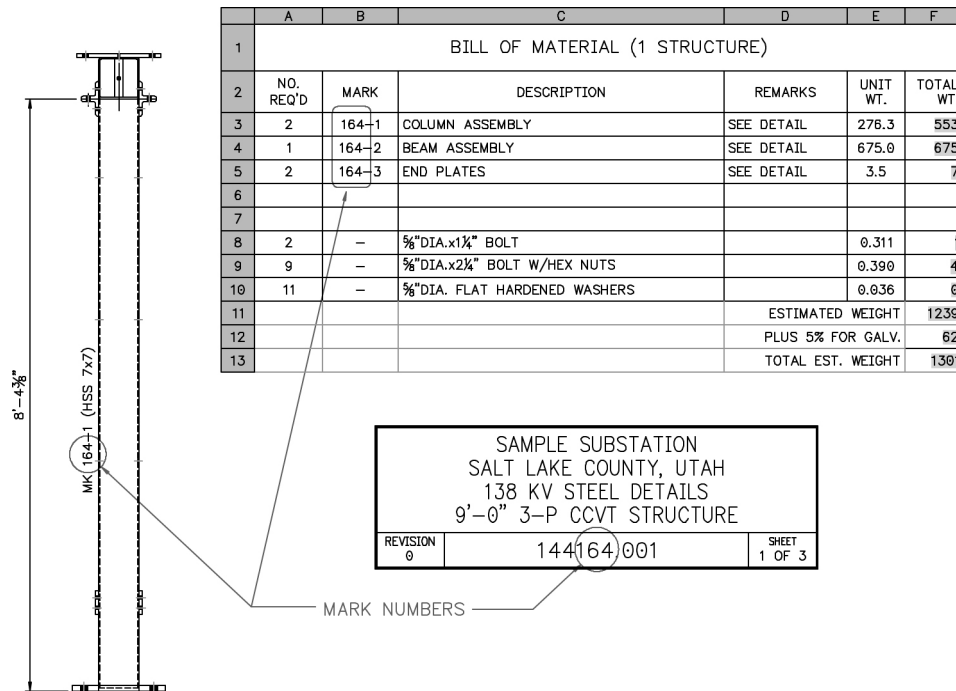 A B C D E F
1 BILL OF MATERIAL (1 STRUCTURE)
2 NO. REQ'D MARK DESCRIPTION REMARKS UNIT WT. TOTAL WT
3 2 164-1 COLUMN ASSEMBLY SEE DETAIL 276.3 553
4 1 164-2 BEAM ASSEMBLY SEE DETAIL 675.0 675
5 2 164-3 END PLATES SEE DETAIL 3.5 7
6
7
8 2 – ⅝"DIA.x1¼" BOLT 0.311
9 9 – ⅝"DIA.x2¼" BOLT W/HEX NUTS 0.390 4
10 11 – ⅝"DIA. FLAT HARDENED WASHERS 0.036 0
11 ESTIMATED WEIGHT 1239
12 PLUS 5% FOR GALV. 62
13 TOTAL EST. WEIGHT 1301
8'-4⅜"
MK 164-1 (HSS 7x7)
SAMPLE SUBSTATION
SALT LAKE COUNTY, UTAH
138 KV STEEL DETAILS
9'-0" 3-P CCVT STRUCTURE
REVISION
0
144164001
SHEET
1 OF 3
MARK NUMBERS